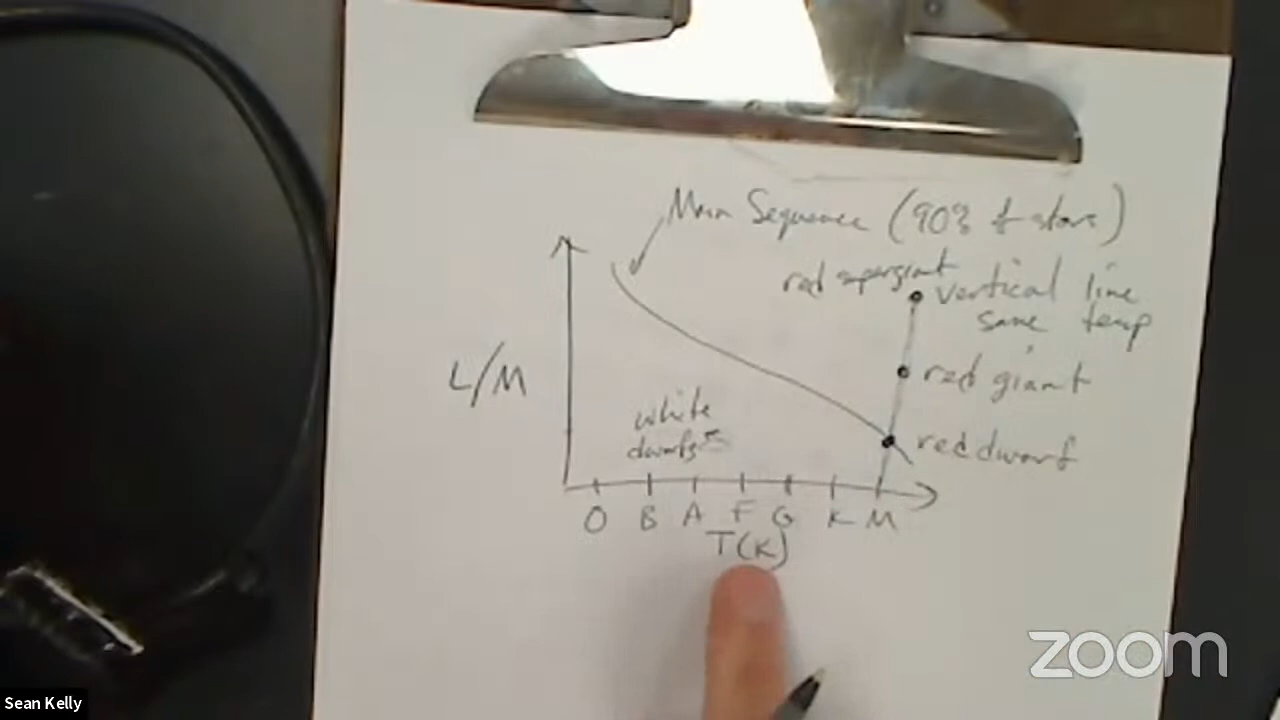 Main Sequence (90% of stars)
red supergiant
vertical line
same temp
L/M
red giant
white
dwarfs
red dwarf
O B A F G K M
T(K)
zoom
Sean Kelly